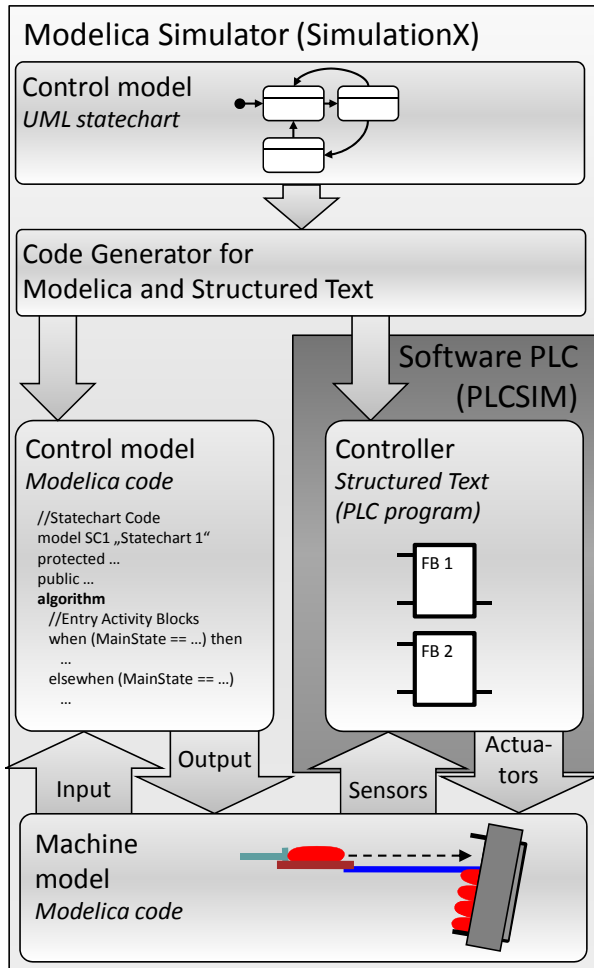 Modelica Simulator (SimulationX)
Control model
UML statechart
Code Generator for
Modelica and Structured Text
Software PLC
(PLCSIM)
Control model
Modelica code
//Statechart Code
model SC1 „Statechart 1“
protected ...
public ...
algorithm
//Entry Activity Blocks
when (MainState == ...) then
...
elsewhen (MainState == ...)
...
Controller
Structured Text
(PLC program)
FB 1
FB 2
Input
Output
Sensors
Actua-
tors
Machine
model
Modelica code